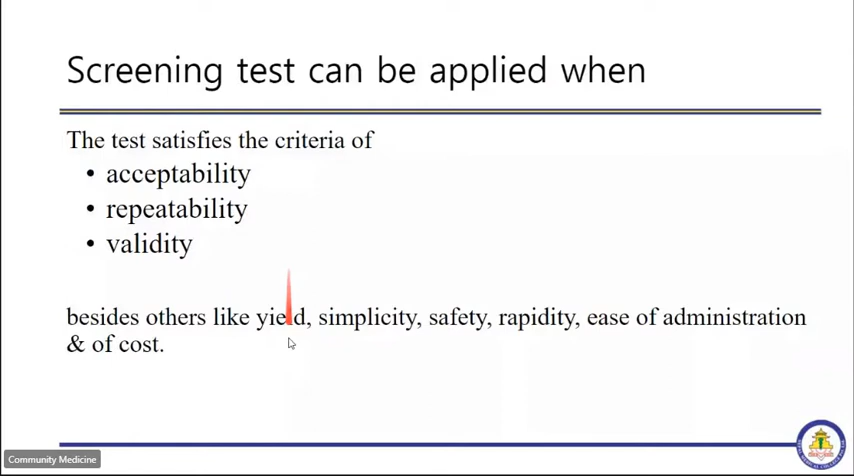 Screening test can be applied when
The test satisfies the criteria of
• acceptability
• repeatability
• validity
besides others like yield, simplicity, safety, rapidity, ease of administration
& of cost.
Community Medicine